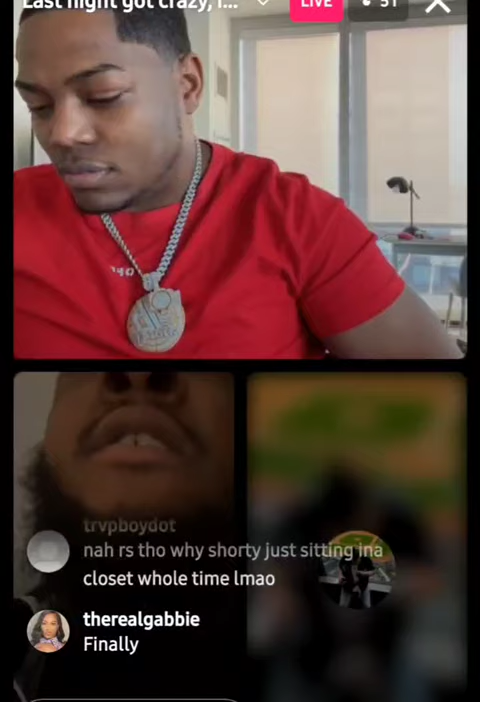 Last night got crazy, I...
LIVE
51
trvpboydot
nah rs tho why shorty just sitting ina
closet whole time lmao
therealgabbie
Finally